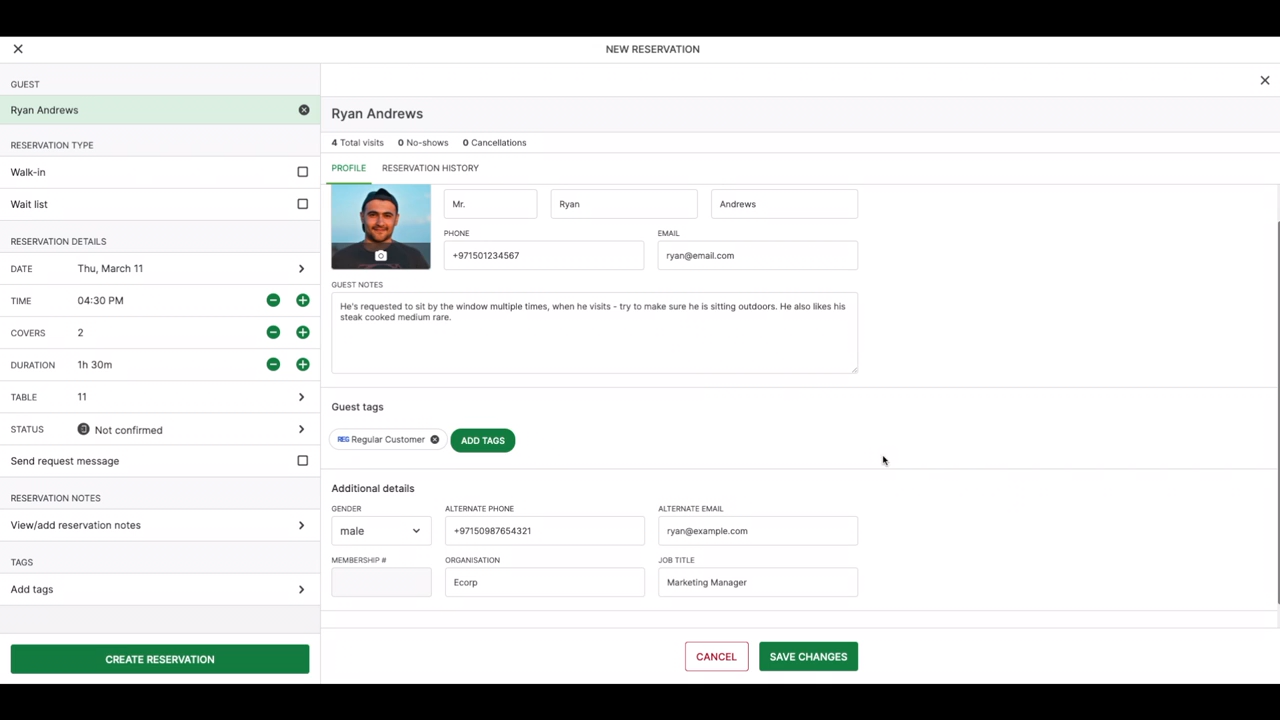 NEW RESERVATION
GUEST
Ryan Andrews
RESERVATION TYPE
Walk-in
Wait list
RESERVATION DETAILS
DATE Thu, March 11
TIME 04:30 PM
COVERS 2
DURATION 1h 30m
TABLE 11
STATUS Not confirmed
Send request message
RESERVATION NOTES
View/add reservation notes
TAGS
Add tags
CREATE RESERVATION
Ryan Andrews
4 Total visits 0 No-shows 0 Cancellations
PROFILE RESERVATION HISTORY
Mr. Ryan Andrews
PHONE EMAIL
+971501234567 ryan@email.com
GUEST NOTES
He's requested to sit by the window multiple times, when he visits - try to make sure he is sitting outdoors. He also likes his
steak cooked medium rare.
Guest tags
REG Regular Customer ADD TAGS
Additional details
GENDER ALTERNATE PHONE ALTERNATE EMAIL
male +97150987654321 ryan@example.com
MEMBERSHIP # ORGANISATION JOB TITLE
Ecorp Marketing Manager
CANCEL SAVE CHANGES